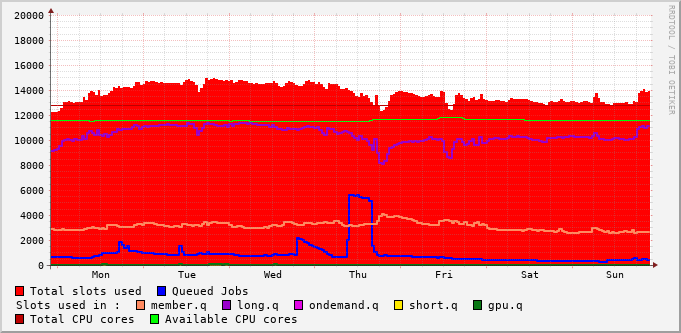 20000
18000
16000
14000
12000
10000
8000
6000
4000
2000
0
Mon Tue Wed Thu Fri Sat Sun
RRDTOOL / TOBI OETIKER
Total slots used Queued Jobs
Slots used in : member.q long.q ondemand.q short.q gpu.q
Total CPU cores Available CPU cores